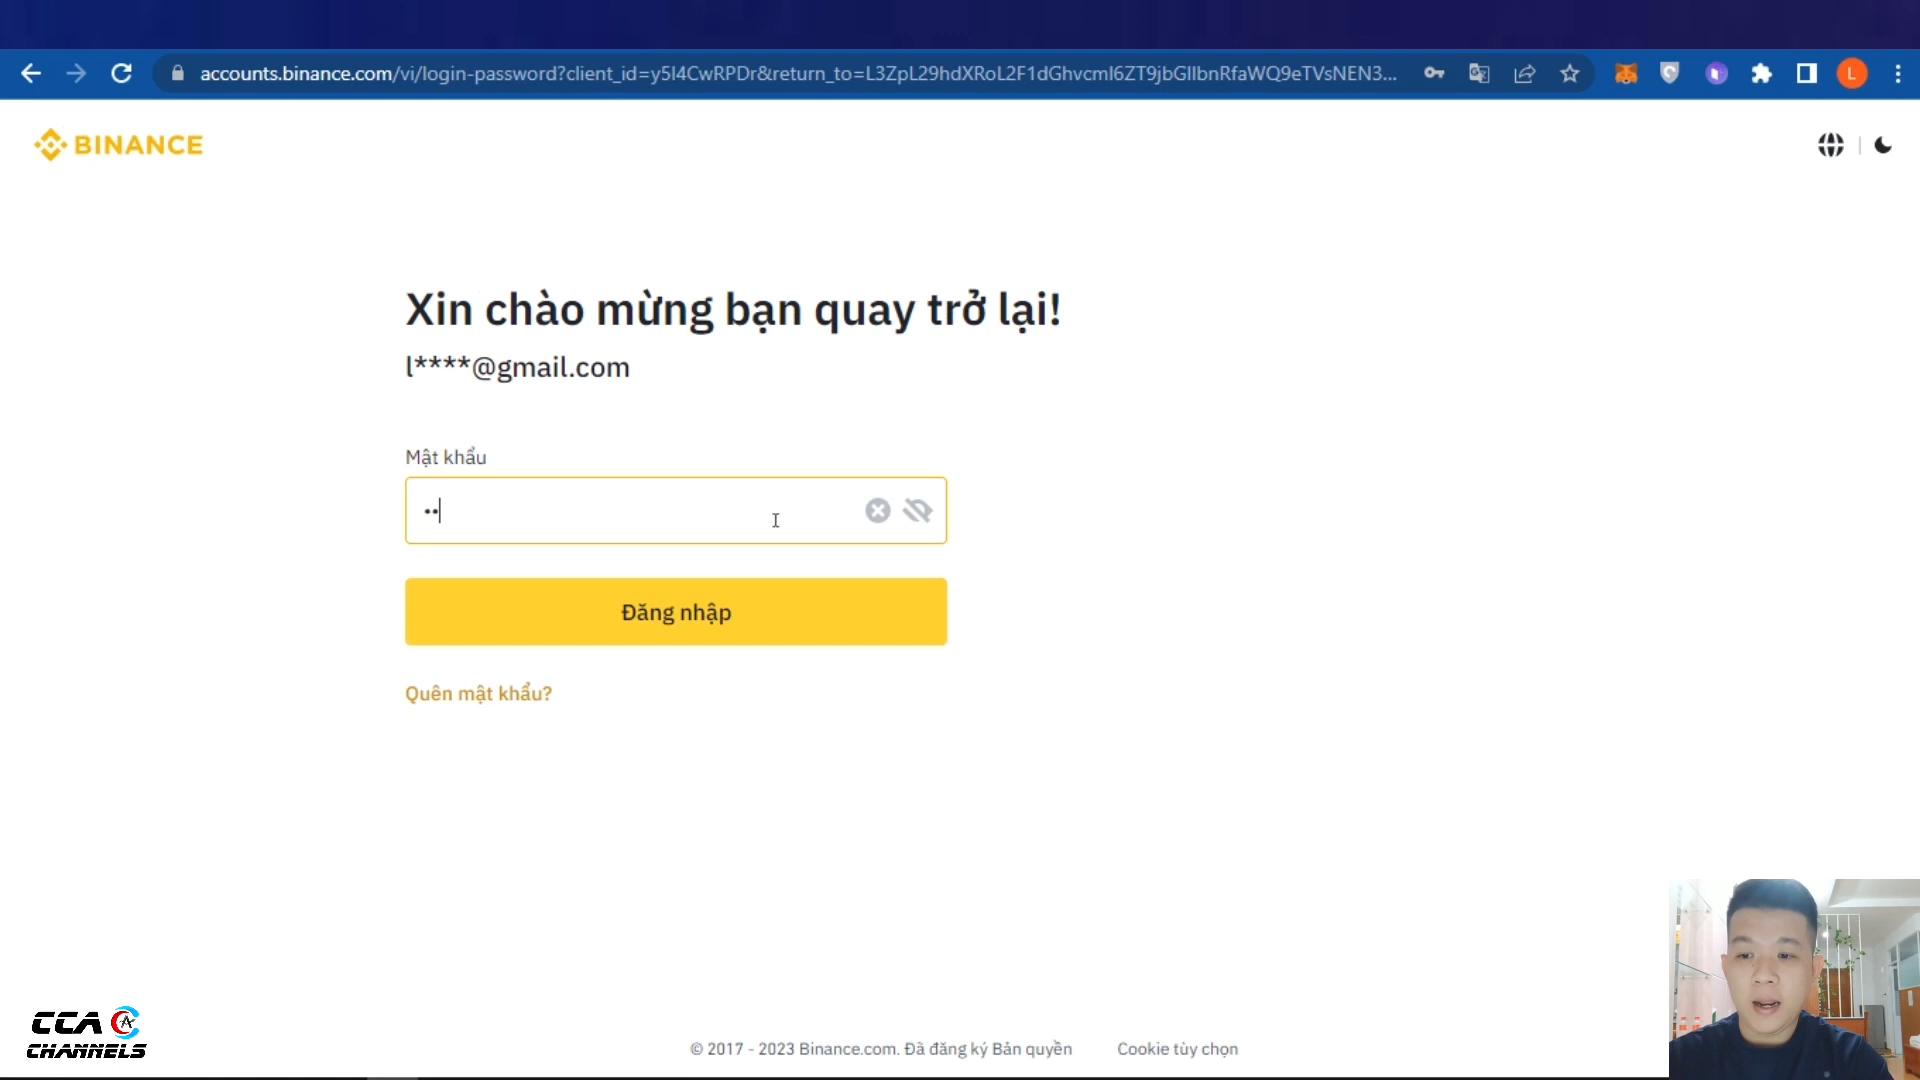 accounts.binance.com/vi/login-password?client_id=y5I4CwRPDr&return_to=L3ZpL29hdXRoL2F1dGhvcml6ZT9jbGllbnRfaWQ9eTVsNEN3...
L
BINANCE
Xin chào mừng bạn quay trở lại!
l****@gmail.com
Mật khẩu
Đăng nhập
Quên mật khẩu?
CCA
CHANNELS
© 2017 - 2023 Binance.com. Đã đăng ký Bản quyền
Cookie tùy chọn